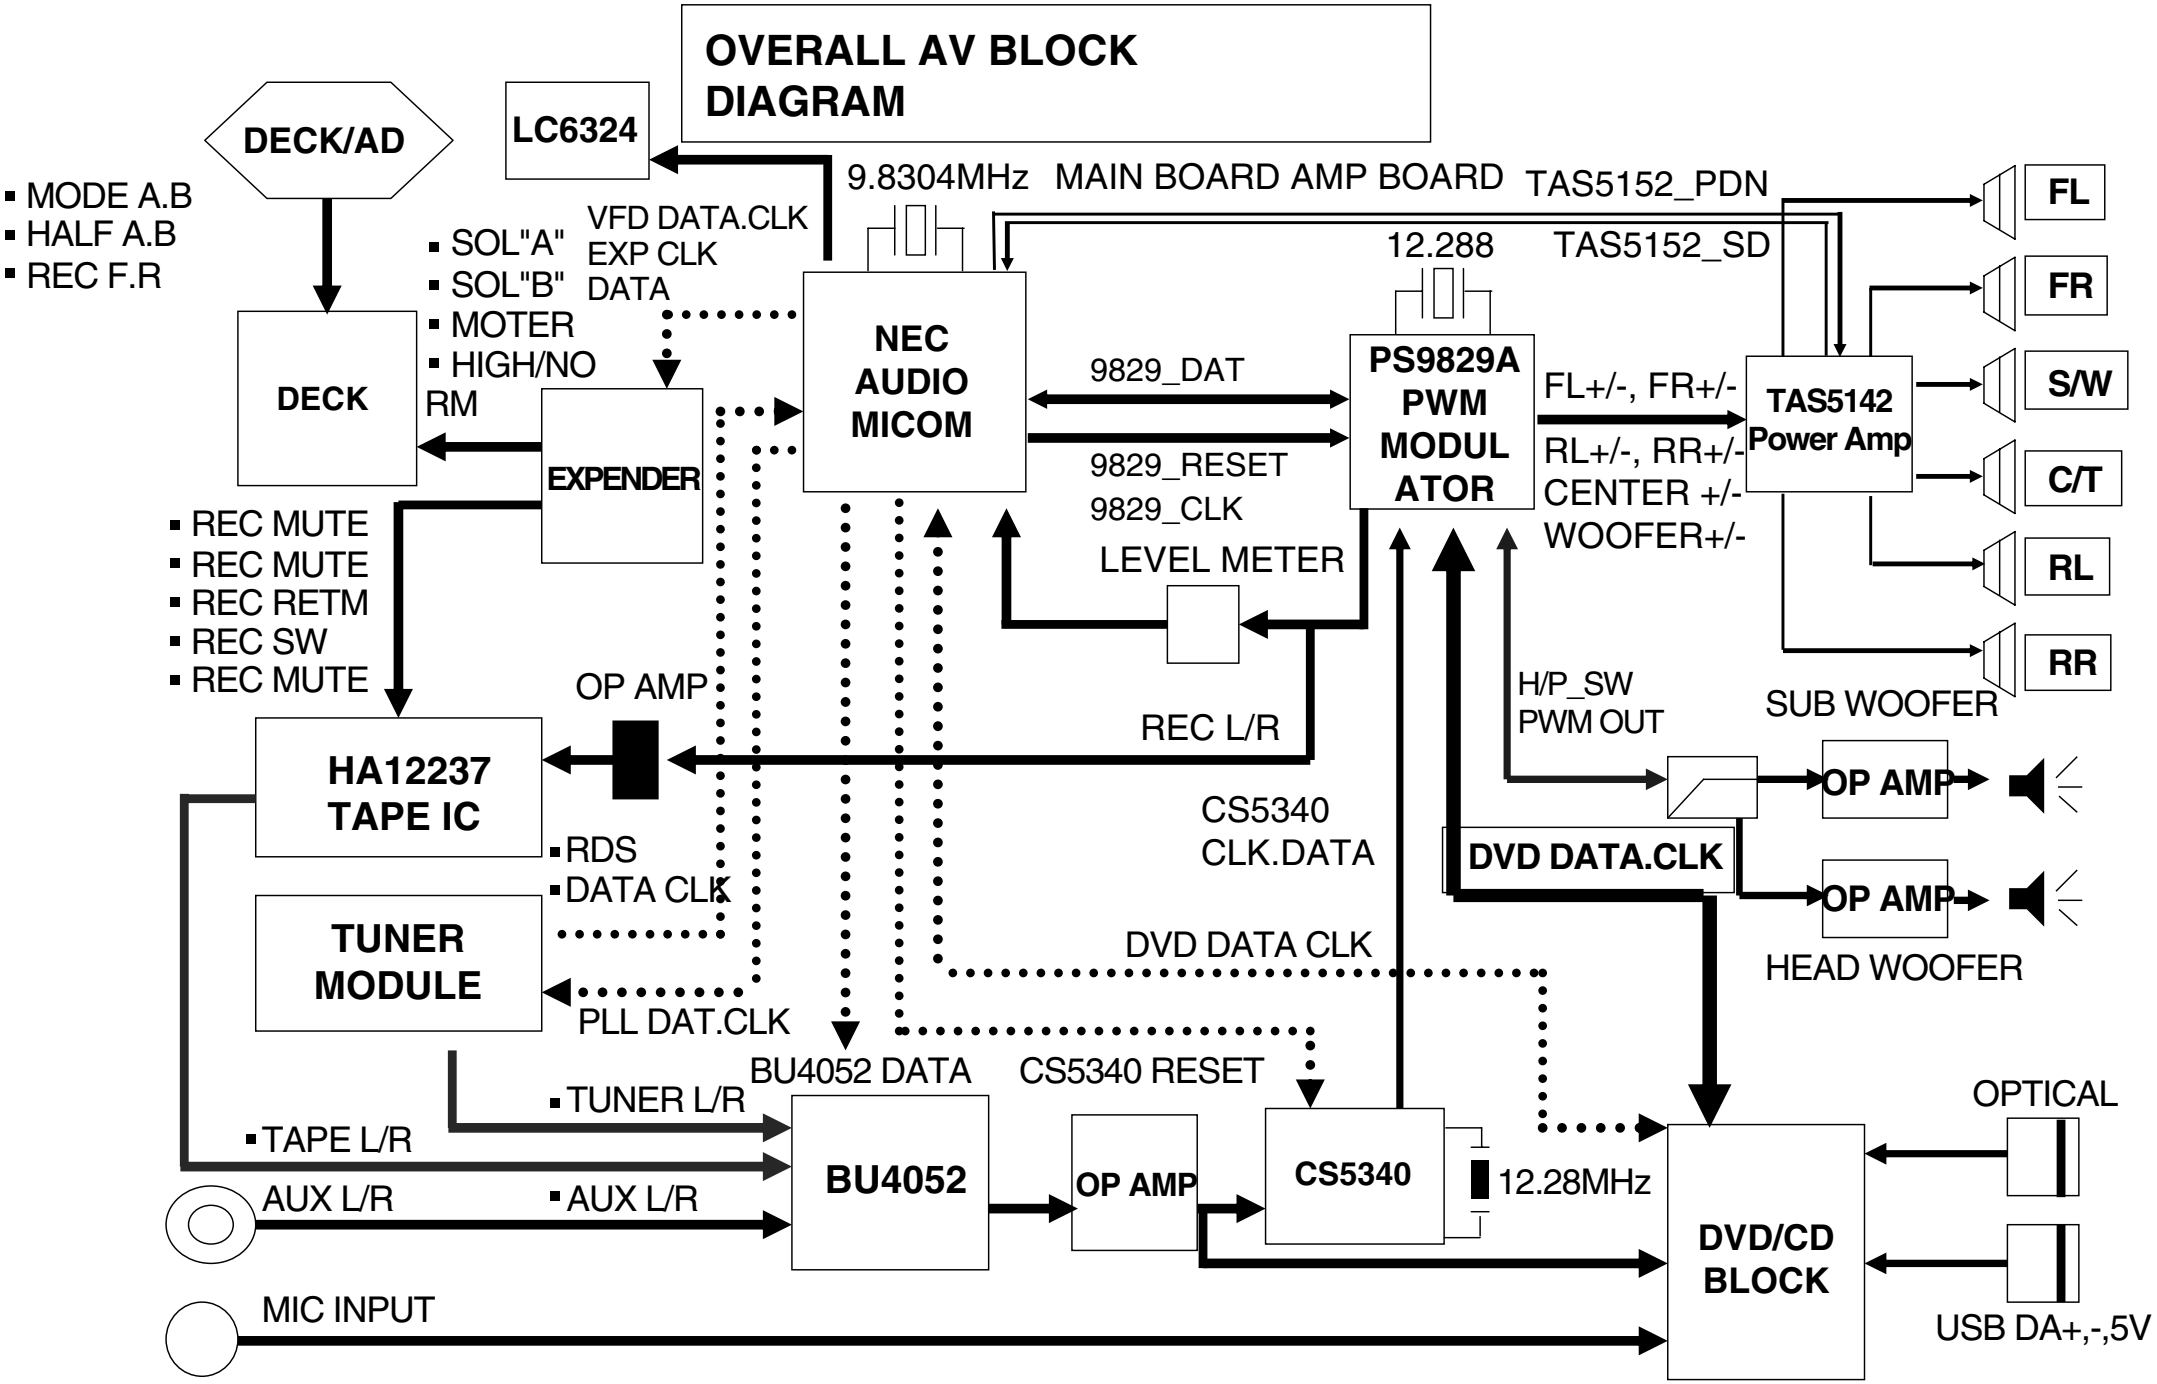 OVERALL AV BLOCK
DIAGRAM
DECK/AD
LC6324
▪ MODE A.B
▪ HALF A.B
▪ REC F.R
▪ SOL"A"
▪ SOL"B"
▪ MOTER
▪ HIGH/NO
RM
VFD DATA.CLK
EXP CLK
DATA
9.8304MHz
MAIN BOARD AMP BOARD
TAS5152_PDN
TAS5152_SD
12.288
DECK
EXPENDER
NEC
AUDIO
MICOM
9829_DAT
9829_RESET
9829_CLK
PS9829A
PWM
MODUL
ATOR
FL+/-, FR+/-
RL+/-, RR+/-
CENTER +/-
WOOFER+/-
TAS5142
Power Amp
FL
FR
S/W
C/T
RL
RR
▪ REC MUTE
▪ REC MUTE
▪ REC RETM
▪ REC SW
▪ REC MUTE
LEVEL METER
OP AMP
REC L/R
H/P_SW
PWM OUT
SUB WOOFER
OP AMP
OP AMP
HEAD WOOFER
HA12237
TAPE IC
▪ RDS
▪ DATA CLK
CS5340
CLK.DATA
DVD DATA.CLK
TUNER
MODULE
PLL DAT.CLK
DVD DATA CLK
BU4052 DATA
CS5340 RESET
▪ TUNER L/R
▪ TAPE L/R
AUX L/R
▪ AUX L/R
BU4052
OP AMP
CS5340
12.28MHz
OPTICAL
DVD/CD
BLOCK
MIC INPUT
USB DA+,-,5V